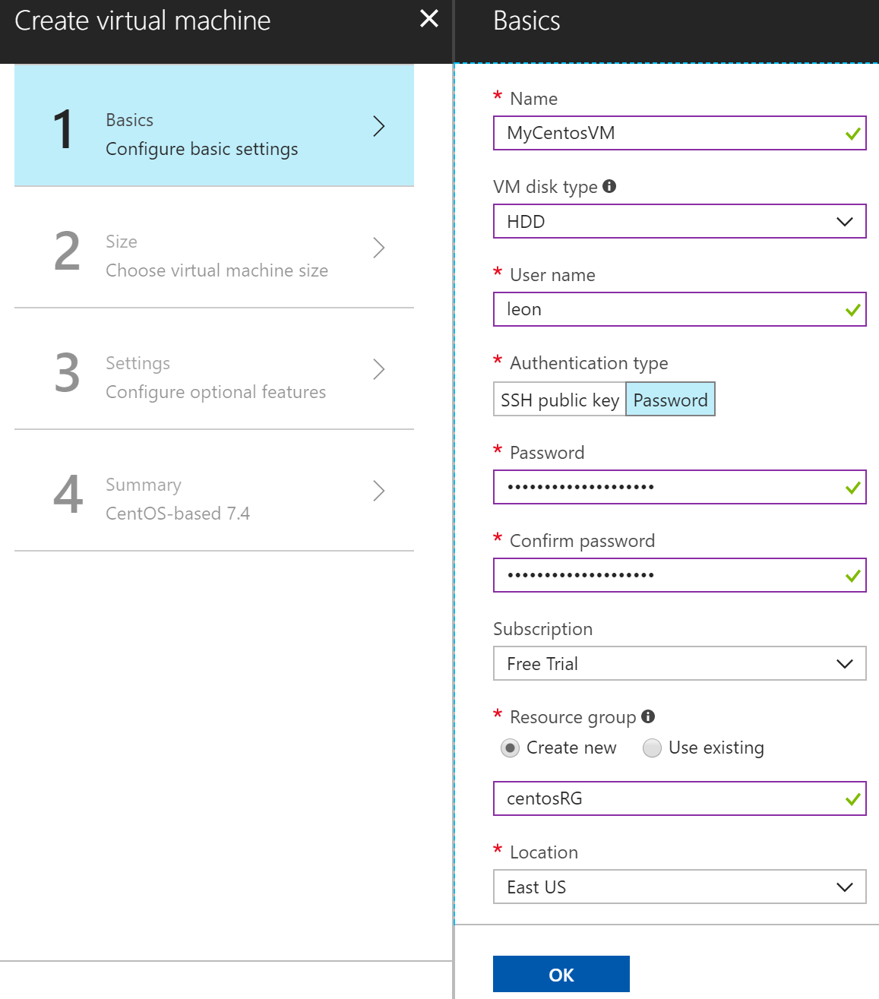 Create virtual machine
1
Basics
Configure basic settings
2
Size
Choose virtual machine size
3
Settings
Configure optional features
4
Summary
CentOS-based 7.4
Basics
* Name
MyCentosVM
VM disk type
HDD
* User name
leon
* Authentication type
SSH public key Password
* Password
••••••••••••••••••••
* Confirm password
••••••••••••••••••••
Subscription
Free Trial
* Resource group
Create new Use existing
centosRG
* Location
East US
OK